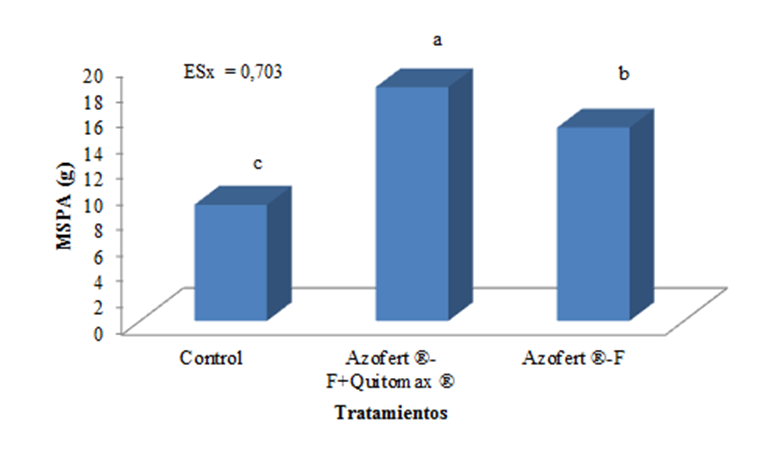 a
ESx = 0,703
b
c
MSPA (g)
20
18
16
14
12
10
8
6
4
2
0
Control
Azofert ®-
F+Quitomax ®
Azofert ®-F
Tratamientos